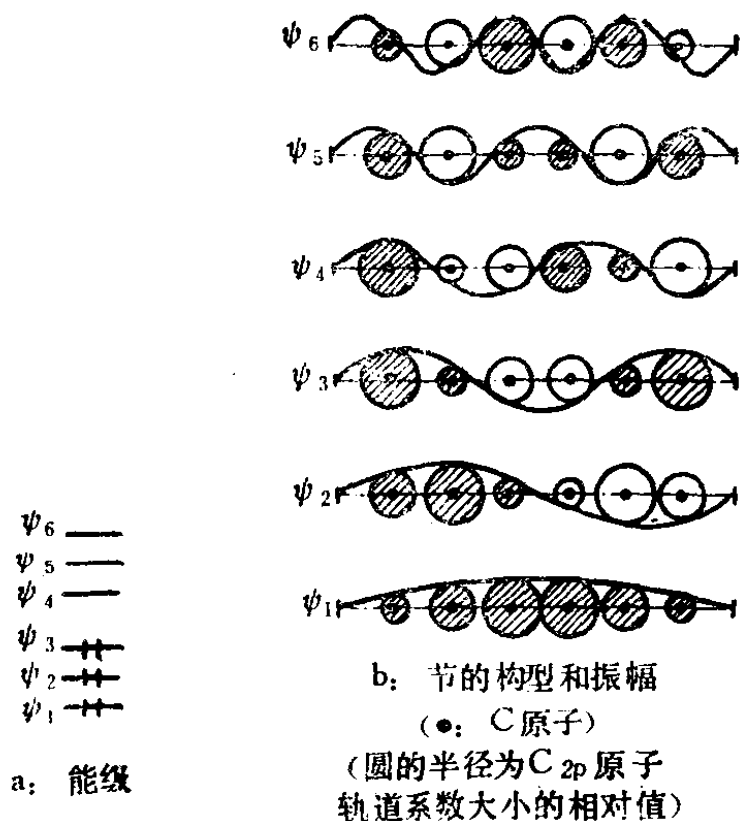 ψ6
ψ5
ψ4
ψ3
ψ2
ψ1
ψ6
ψ5
ψ4
ψ3
ψ2
ψ1
a: 能级
b: 节的构型和振幅
(●: C原子)
(圆的半径为C2p原子
轨道系数大小的相对值)